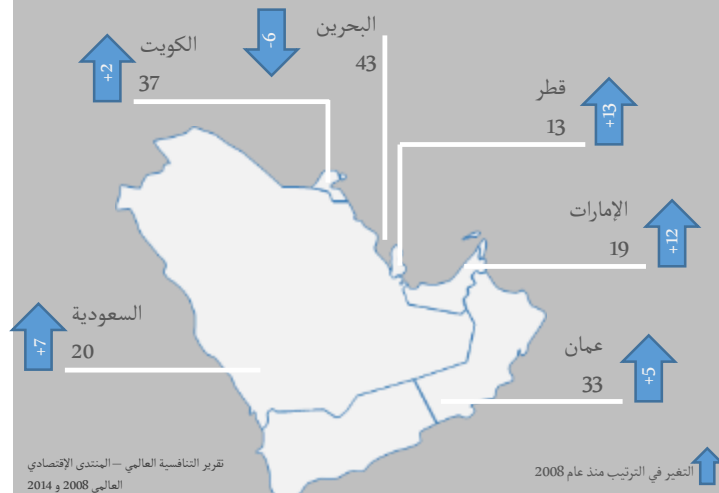 البحرين
43
-6
الكويت
37
+2
قطر
13
+13
الإمارات
19
+12
السعودية
20
+7
عمان
33
+5
تقرير التنافسية العالمي – المنتدى الإقتصادي
العالمي 2008 و 2014
التغير في الترتيب منذ عام 2008